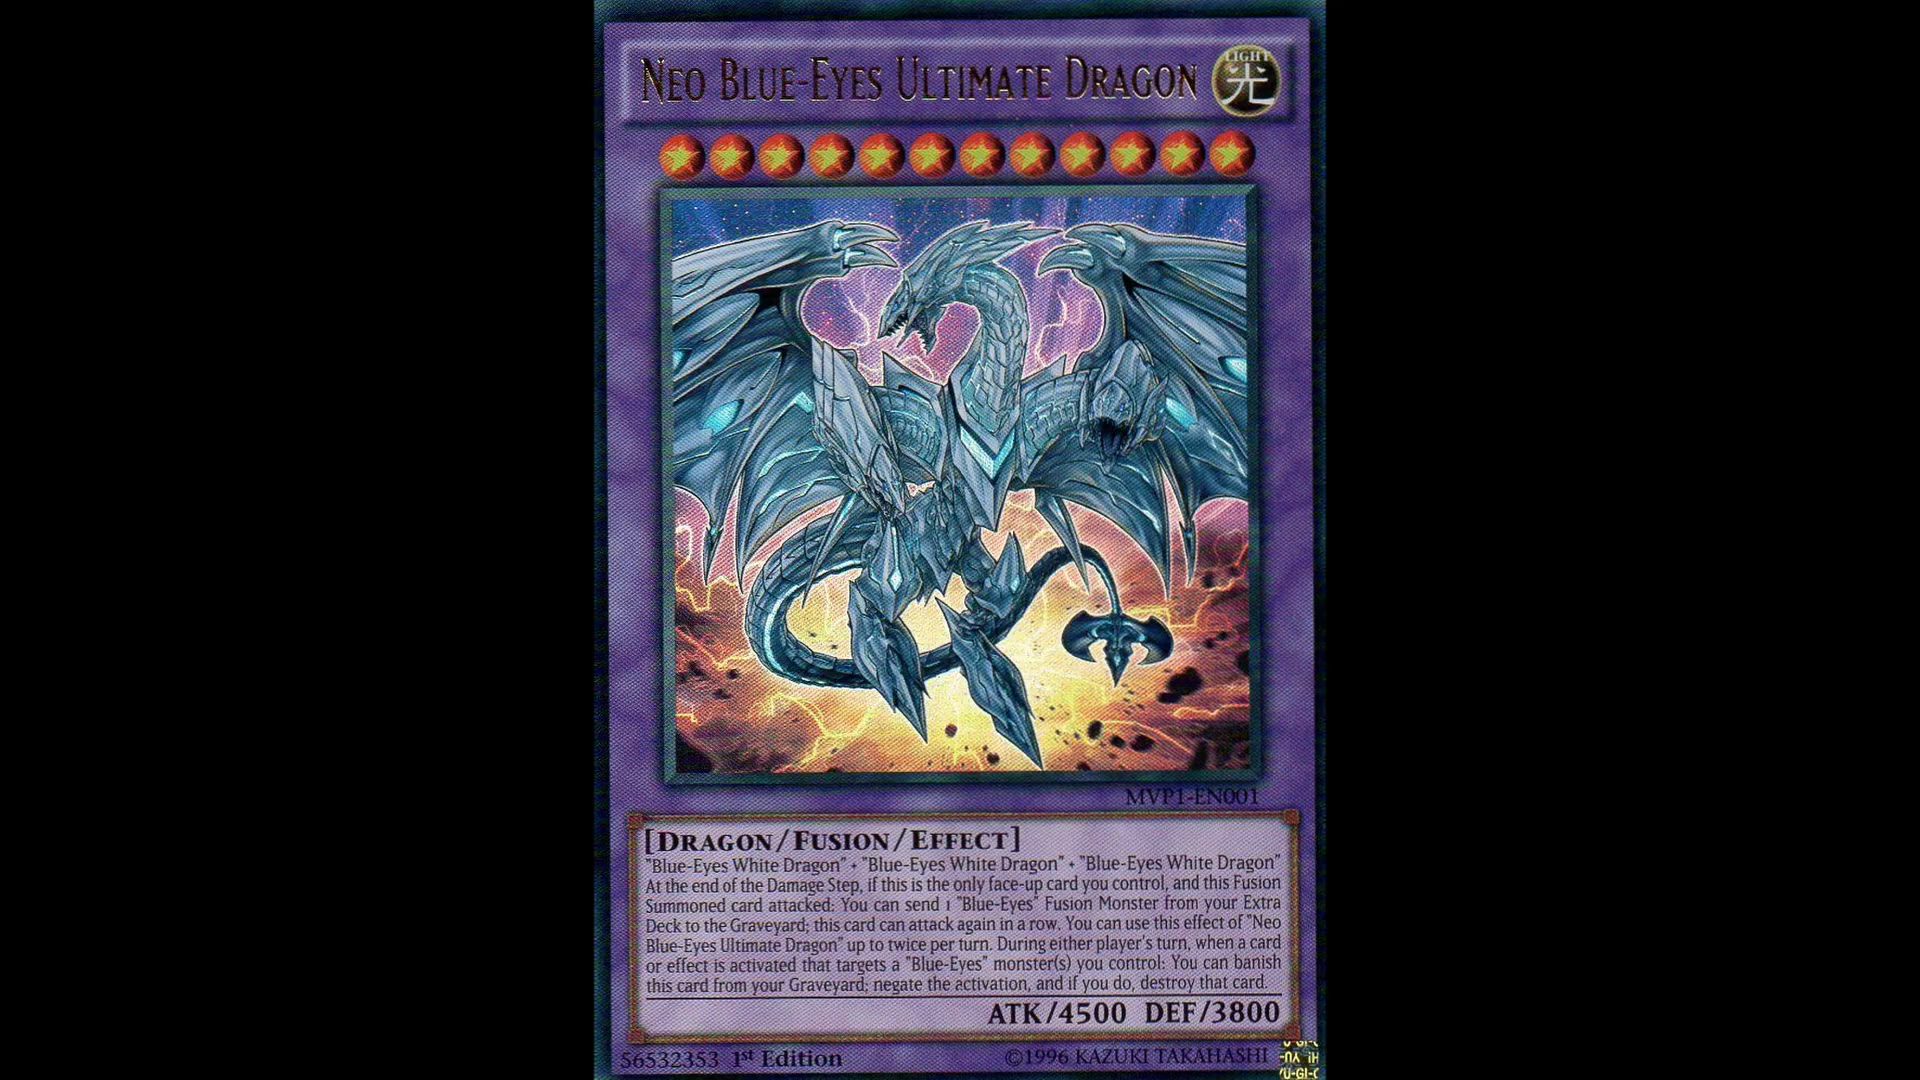 NEO BLUE-EYES ULTIMATE DRAGON
LIGHT
光
MVP1-EN001
[DRAGON/FUSION/EFFECT]
"Blue-Eyes White Dragon" + "Blue-Eyes White Dragon" + "Blue-Eyes White Dragon"
At the end of the Damage Step, if this is the only face-up card you control, and this Fusion
Summoned card attacked: You can send 1 "Blue-Eyes" Fusion Monster from your Extra
Deck to the Graveyard; this card can attack again in a row. You can use this effect of "Neo
Blue-Eyes Ultimate Dragon" up to twice per turn. During either player's turn, when a card
or effect is activated that targets a "Blue-Eyes" monster(s) you control: You can banish
this card from your Graveyard; negate the activation, and if you do, destroy that card.
ATK/4500 DEF/3800
56532353 1st Edition
©1996 KAZUKI TAKAHASHI